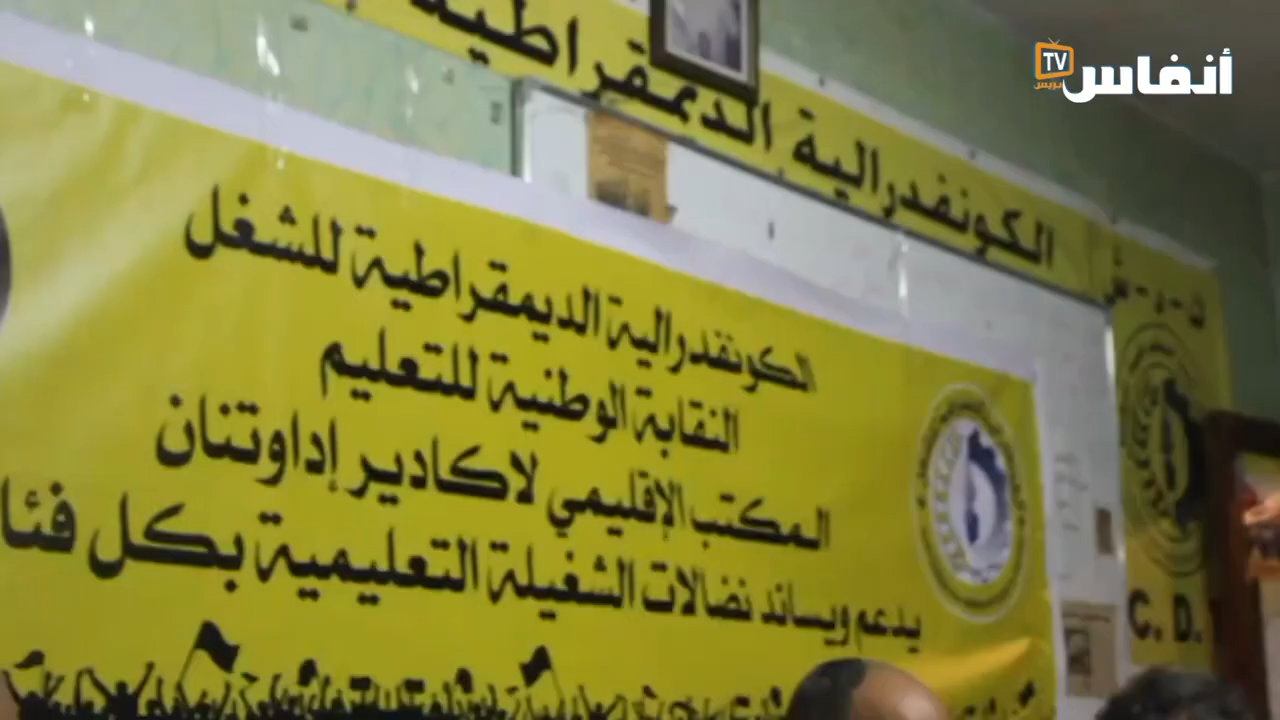 أنفاس
TV
بريس
الكونفدرالية الديمقراطية
ك - د - ش
الكونفدرالية الديمقراطية للشغل
النقابة الوطنية للتعليم
المكتب الإقليمي لاكادير إداوتنان
يدعم ويساند نضالات الشغيلة التعليمية بكل فئا
C. D.